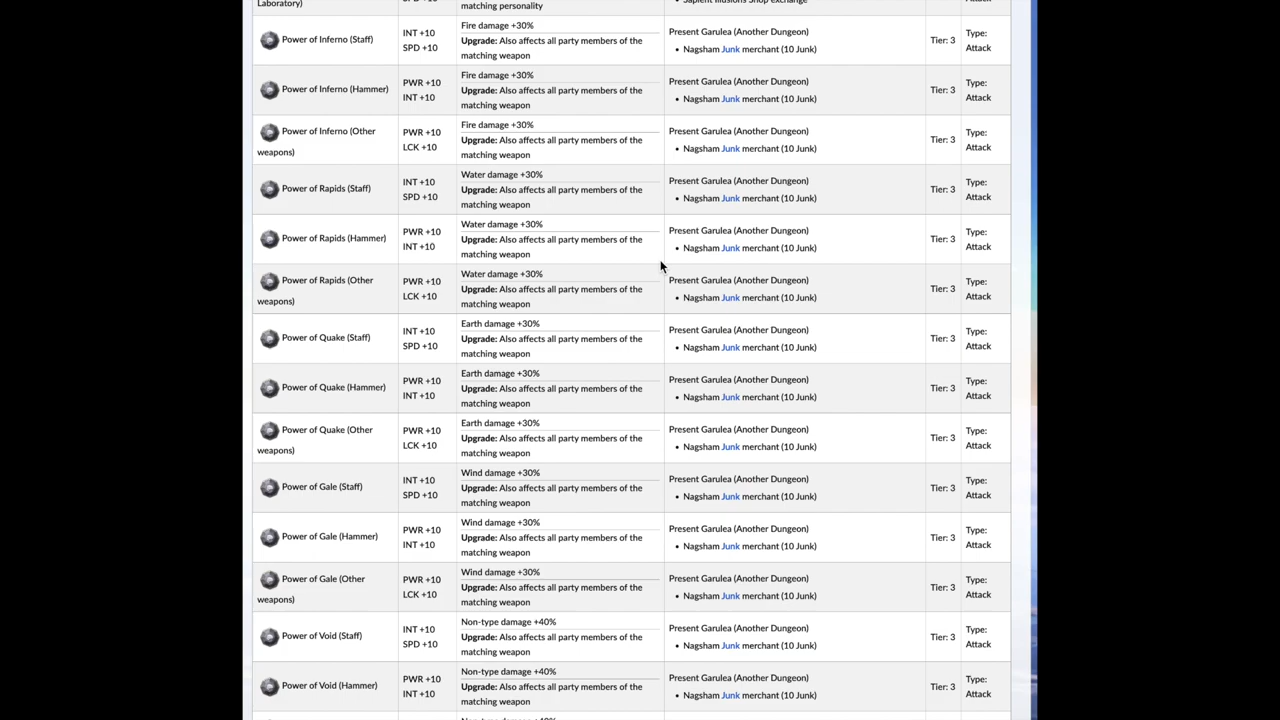 Laboratory)
matching personality
Power of Inferno (Staff)
INT +10
SPD +10
Fire damage +30%
Upgrade: Also affects all party members of the
matching weapon
Present Garulea (Another Dungeon)
• Nagsham Junk merchant (10 Junk)
Tier: 3
Type:
Attack
Power of Inferno (Hammer)
PWR +10
INT +10
Fire damage +30%
Upgrade: Also affects all party members of the
matching weapon
Present Garulea (Another Dungeon)
• Nagsham Junk merchant (10 Junk)
Tier: 3
Type:
Attack
Power of Inferno (Other
weapons)
PWR +10
LCK +10
Fire damage +30%
Upgrade: Also affects all party members of the
matching weapon
Present Garulea (Another Dungeon)
• Nagsham Junk merchant (10 Junk)
Tier: 3
Type:
Attack
Power of Rapids (Staff)
INT +10
SPD +10
Water damage +30%
Upgrade: Also affects all party members of the
matching weapon
Present Garulea (Another Dungeon)
• Nagsham Junk merchant (10 Junk)
Tier: 3
Type:
Attack
Power of Rapids (Hammer)
PWR +10
INT +10
Water damage +30%
Upgrade: Also affects all party members of the
matching weapon
Present Garulea (Another Dungeon)
• Nagsham Junk merchant (10 Junk)
Tier: 3
Type:
Attack
Power of Rapids (Other
weapons)
PWR +10
LCK +10
Water damage +30%
Upgrade: Also affects all party members of the
matching weapon
Present Garulea (Another Dungeon)
• Nagsham Junk merchant (10 Junk)
Tier: 3
Type:
Attack
Power of Quake (Staff)
INT +10
SPD +10
Earth damage +30%
Upgrade: Also affects all party members of the
matching weapon
Present Garulea (Another Dungeon)
• Nagsham Junk merchant (10 Junk)
Tier: 3
Type:
Attack
Power of Quake (Hammer)
PWR +10
INT +10
Earth damage +30%
Upgrade: Also affects all party members of the
matching weapon
Present Garulea (Another Dungeon)
• Nagsham Junk merchant (10 Junk)
Tier: 3
Type:
Attack
Power of Quake (Other
weapons)
PWR +10
LCK +10
Earth damage +30%
Upgrade: Also affects all party members of the
matching weapon
Present Garulea (Another Dungeon)
• Nagsham Junk merchant (10 Junk)
Tier: 3
Type:
Attack
Power of Gale (Staff)
INT +10
SPD +10
Wind damage +30%
Upgrade: Also affects all party members of the
matching weapon
Present Garulea (Another Dungeon)
• Nagsham Junk merchant (10 Junk)
Tier: 3
Type:
Attack
Power of Gale (Hammer)
PWR +10
INT +10
Wind damage +30%
Upgrade: Also affects all party members of the
matching weapon
Present Garulea (Another Dungeon)
• Nagsham Junk merchant (10 Junk)
Tier: 3
Type:
Attack
Power of Gale (Other
weapons)
PWR +10
LCK +10
Wind damage +30%
Upgrade: Also affects all party members of the
matching weapon
Present Garulea (Another Dungeon)
• Nagsham Junk merchant (10 Junk)
Tier: 3
Type:
Attack
Power of Void (Staff)
INT +10
SPD +10
Non-type damage +40%
Upgrade: Also affects all party members of the
matching weapon
Present Garulea (Another Dungeon)
• Nagsham Junk merchant (10 Junk)
Tier: 3
Type:
Attack
Power of Void (Hammer)
PWR +10
INT +10
Non-type damage +40%
Upgrade: Also affects all party members of the
matching weapon
Present Garulea (Another Dungeon)
• Nagsham Junk merchant (10 Junk)
Tier: 3
Type:
Attack